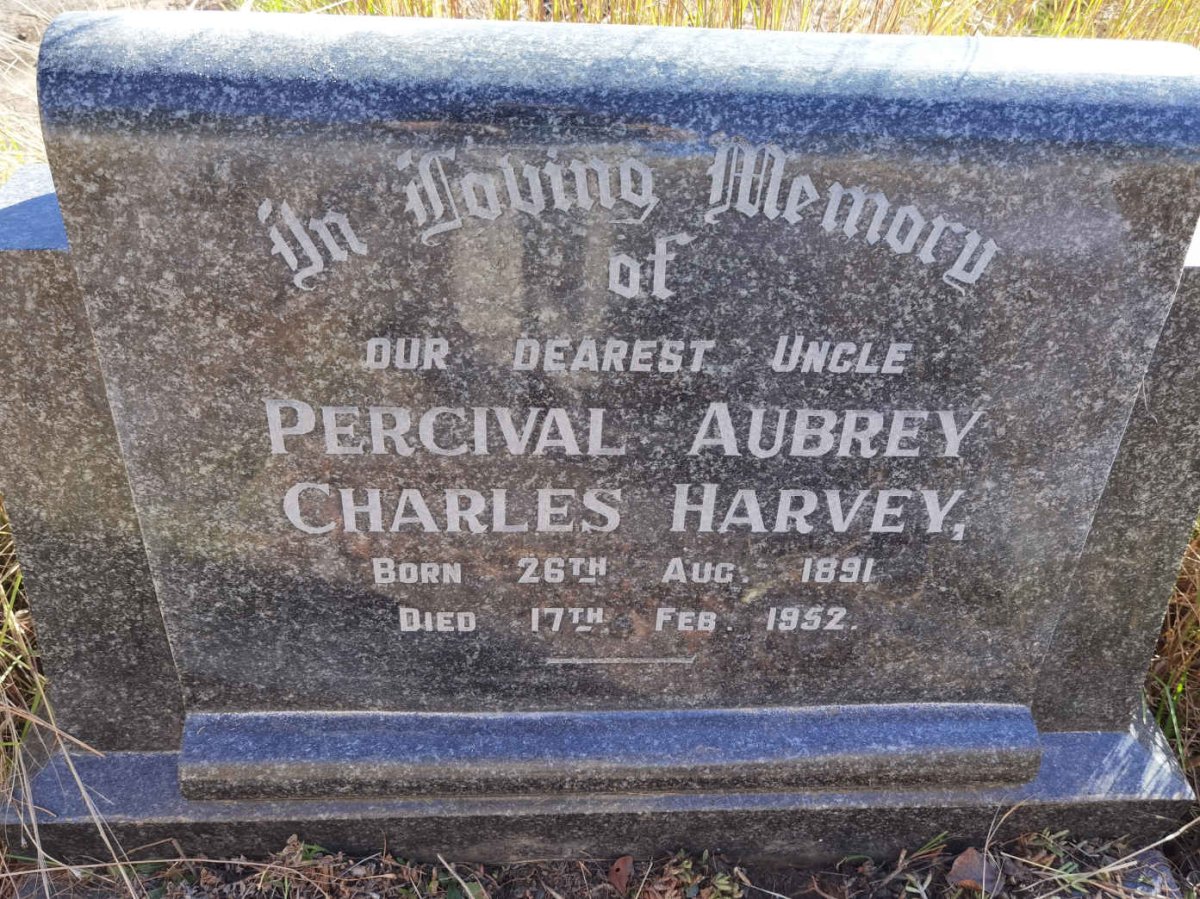 In Loving Memory
of
OUR DEAREST UNCLE
PERCIVAL AUBREY
CHARLES HARVEY,
BORN 26TH AUG. 1891
DIED 17TH FEB. 1952.